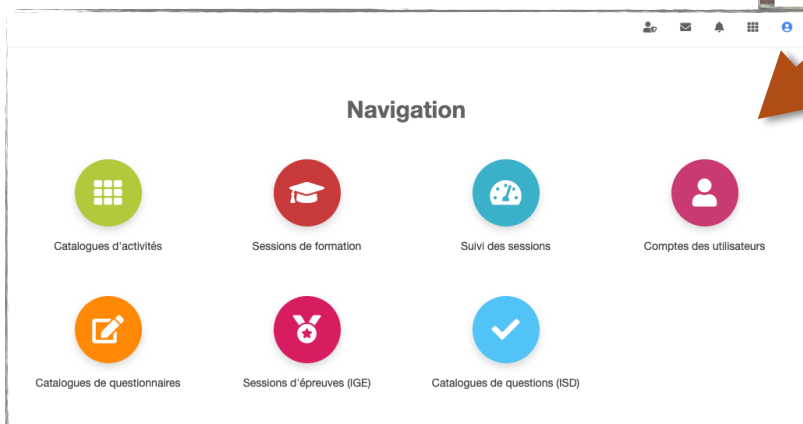 Navigation
Catalogues d'activités
Sessions de formation
Suivi des sessions
Comptes des utilisateurs
Catalogues de questionnaires
Sessions d'épreuves (IGE)
Catalogues de questions (ISD)